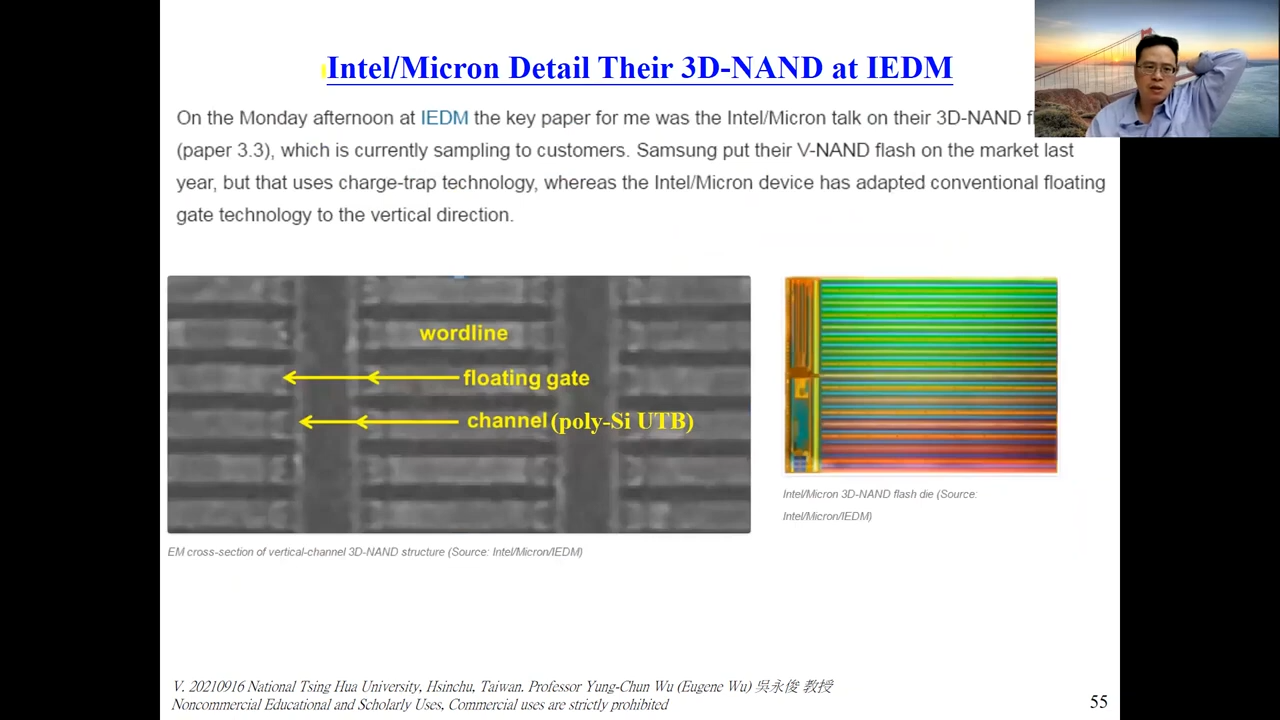 Intel/Micron Detail Their 3D-NAND at IEDM
On the Monday afternoon at IEDM the key paper for me was the Intel/Micron talk on their 3D-NAND
(paper 3.3), which is currently sampling to customers. Samsung put their V-NAND flash on the market last
year, but that uses charge-trap technology, whereas the Intel/Micron device has adapted conventional floating
gate technology to the vertical direction.
wordline
floating gate
channel (poly-Si UTB)
Intel/Micron 3D-NAND flash die (Source:
Intel/Micron/IEDM)
EM cross-section of vertical-channel 3D-NAND structure (Source: Intel/Micron/IEDM)
V. 20210916 National Tsing Hua University, Hsinchu, Taiwan. Professor Yung-Chun Wu (Eugene Wu) 吳永俊 教授
Noncommercial Educational and Scholarly Uses, Commercial uses are strictly prohibited
55